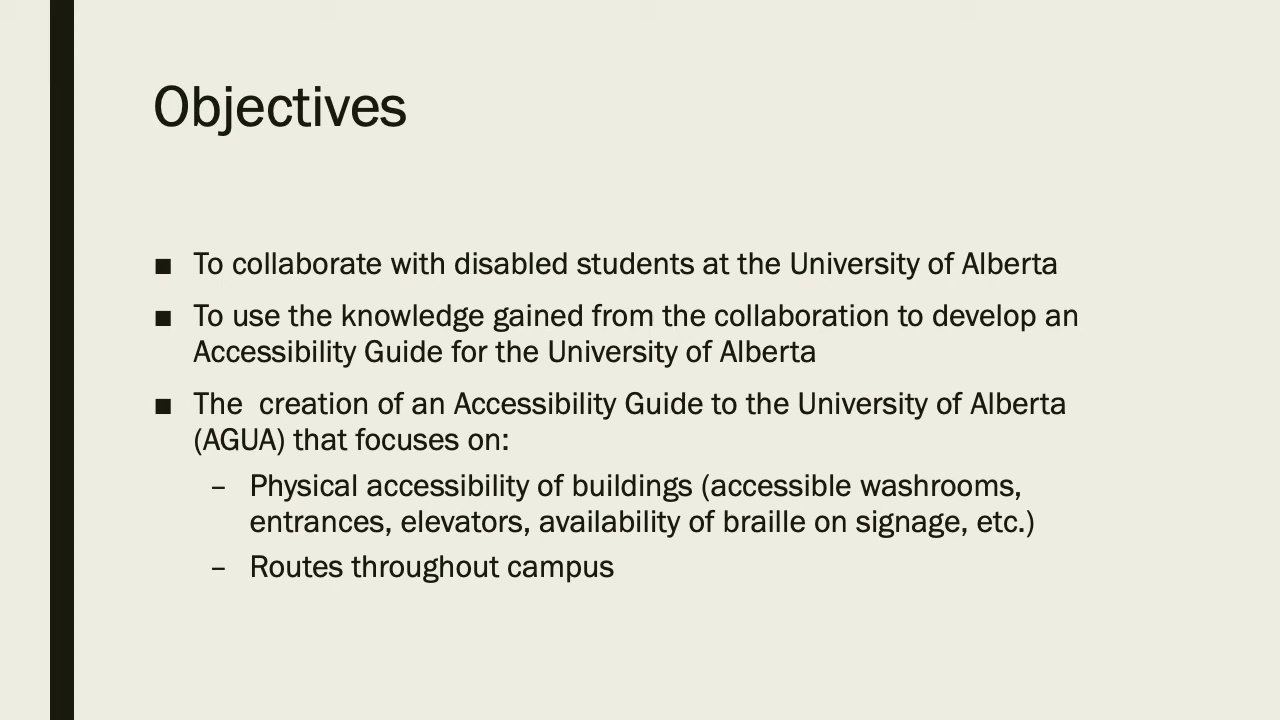 Objectives
■ To collaborate with disabled students at the University of Alberta
■ To use the knowledge gained from the collaboration to develop an
Accessibility Guide for the University of Alberta
■ The  creation of an Accessibility Guide to the University of Alberta
(AGUA) that focuses on:
– Physical accessibility of buildings (accessible washrooms,
entrances, elevators, availability of braille on signage, etc.)
– Routes throughout campus